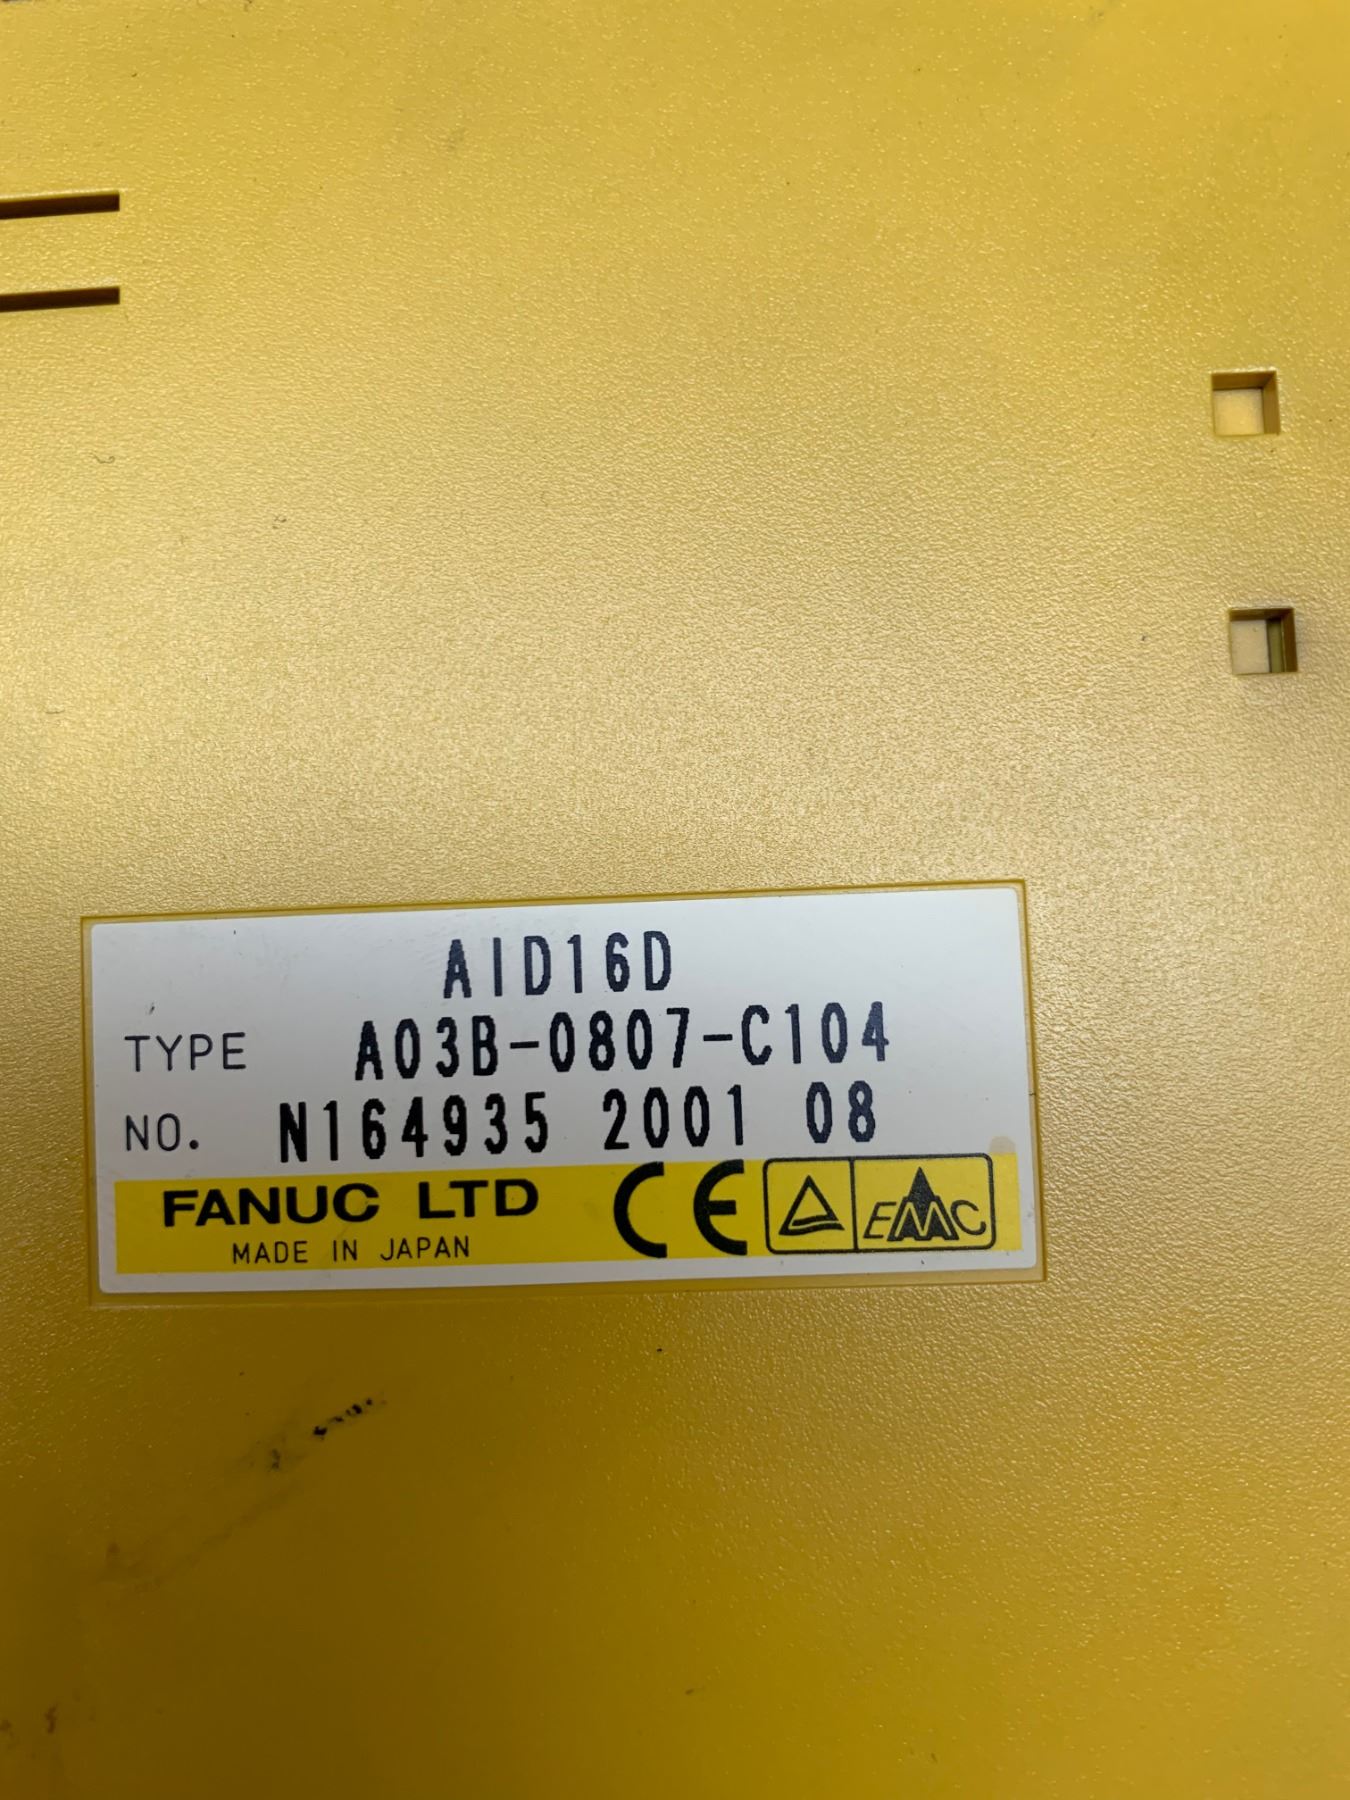 AID16D
TYPE A03B-0807-C104
NO. N164935 2001 08
FANUC LTD CE EMC
MADE IN JAPAN